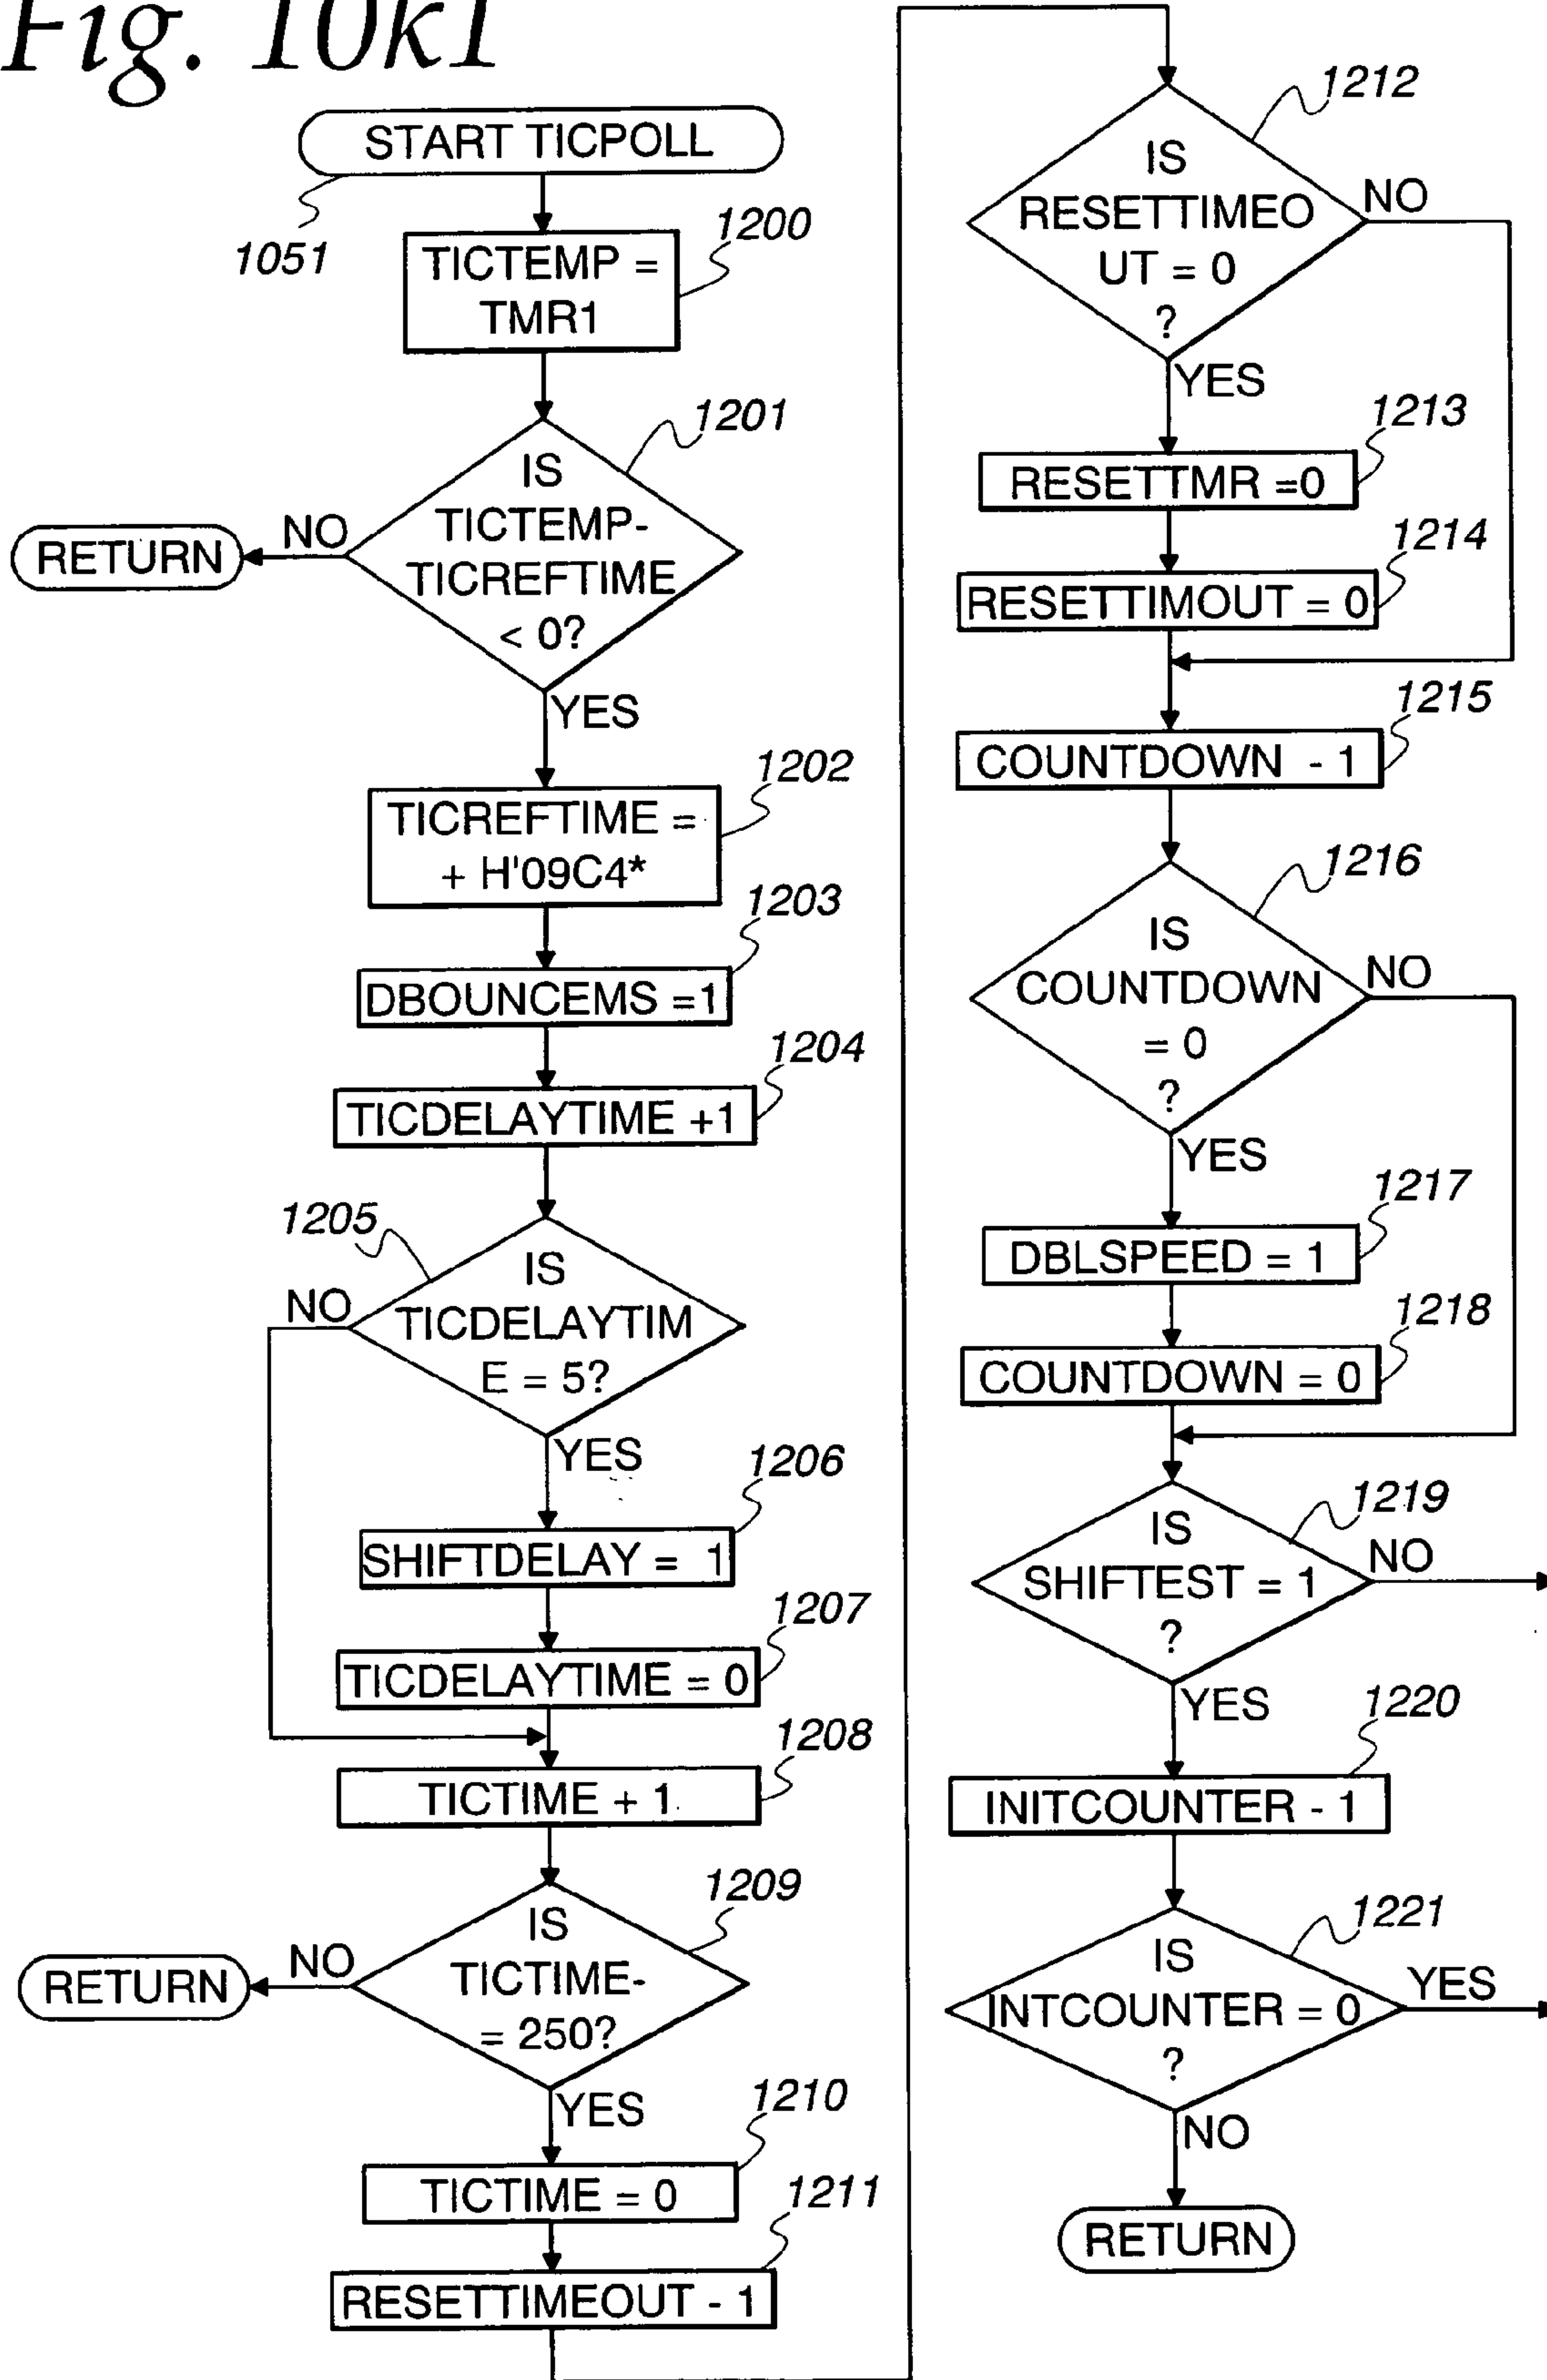 Fig. 10k1
START TICPOLL
1051
1200
TICTEMP =
TMR1
1201
IS
TICTEMP-
TICREFTIME
< 0?
NO
RETURN
YES
1202
TICREFTIME =
+ H'09C4*
1203
DBOUNCEMS =1
1204
TICDELAYTIME +1
1205
IS
TICDELAYTIM
E = 5?
NO
YES
1206
SHIFTDELAY = 1
1207
TICDELAYTIME = 0
1208
TICTIME + 1
1209
IS
TICTIME-
= 250?
NO
RETURN
YES
1210
TICTIME = 0
1211
RESETTIMEOUT - 1
1212
IS
RESETTIMEO
UT = 0
?
NO
YES
1213
RESETTMR =0
1214
RESETTIMOUT = 0
1215
COUNTDOWN - 1
1216
IS
COUNTDOWN
= 0
?
NO
YES
1217
DBLSPEED = 1
1218
COUNTDOWN = 0
1219
IS
SHIFTEST = 1
?
NO
YES
1220
INITCOUNTER - 1
1221
IS
INTCOUNTER = 0
?
YES
NO
RETURN